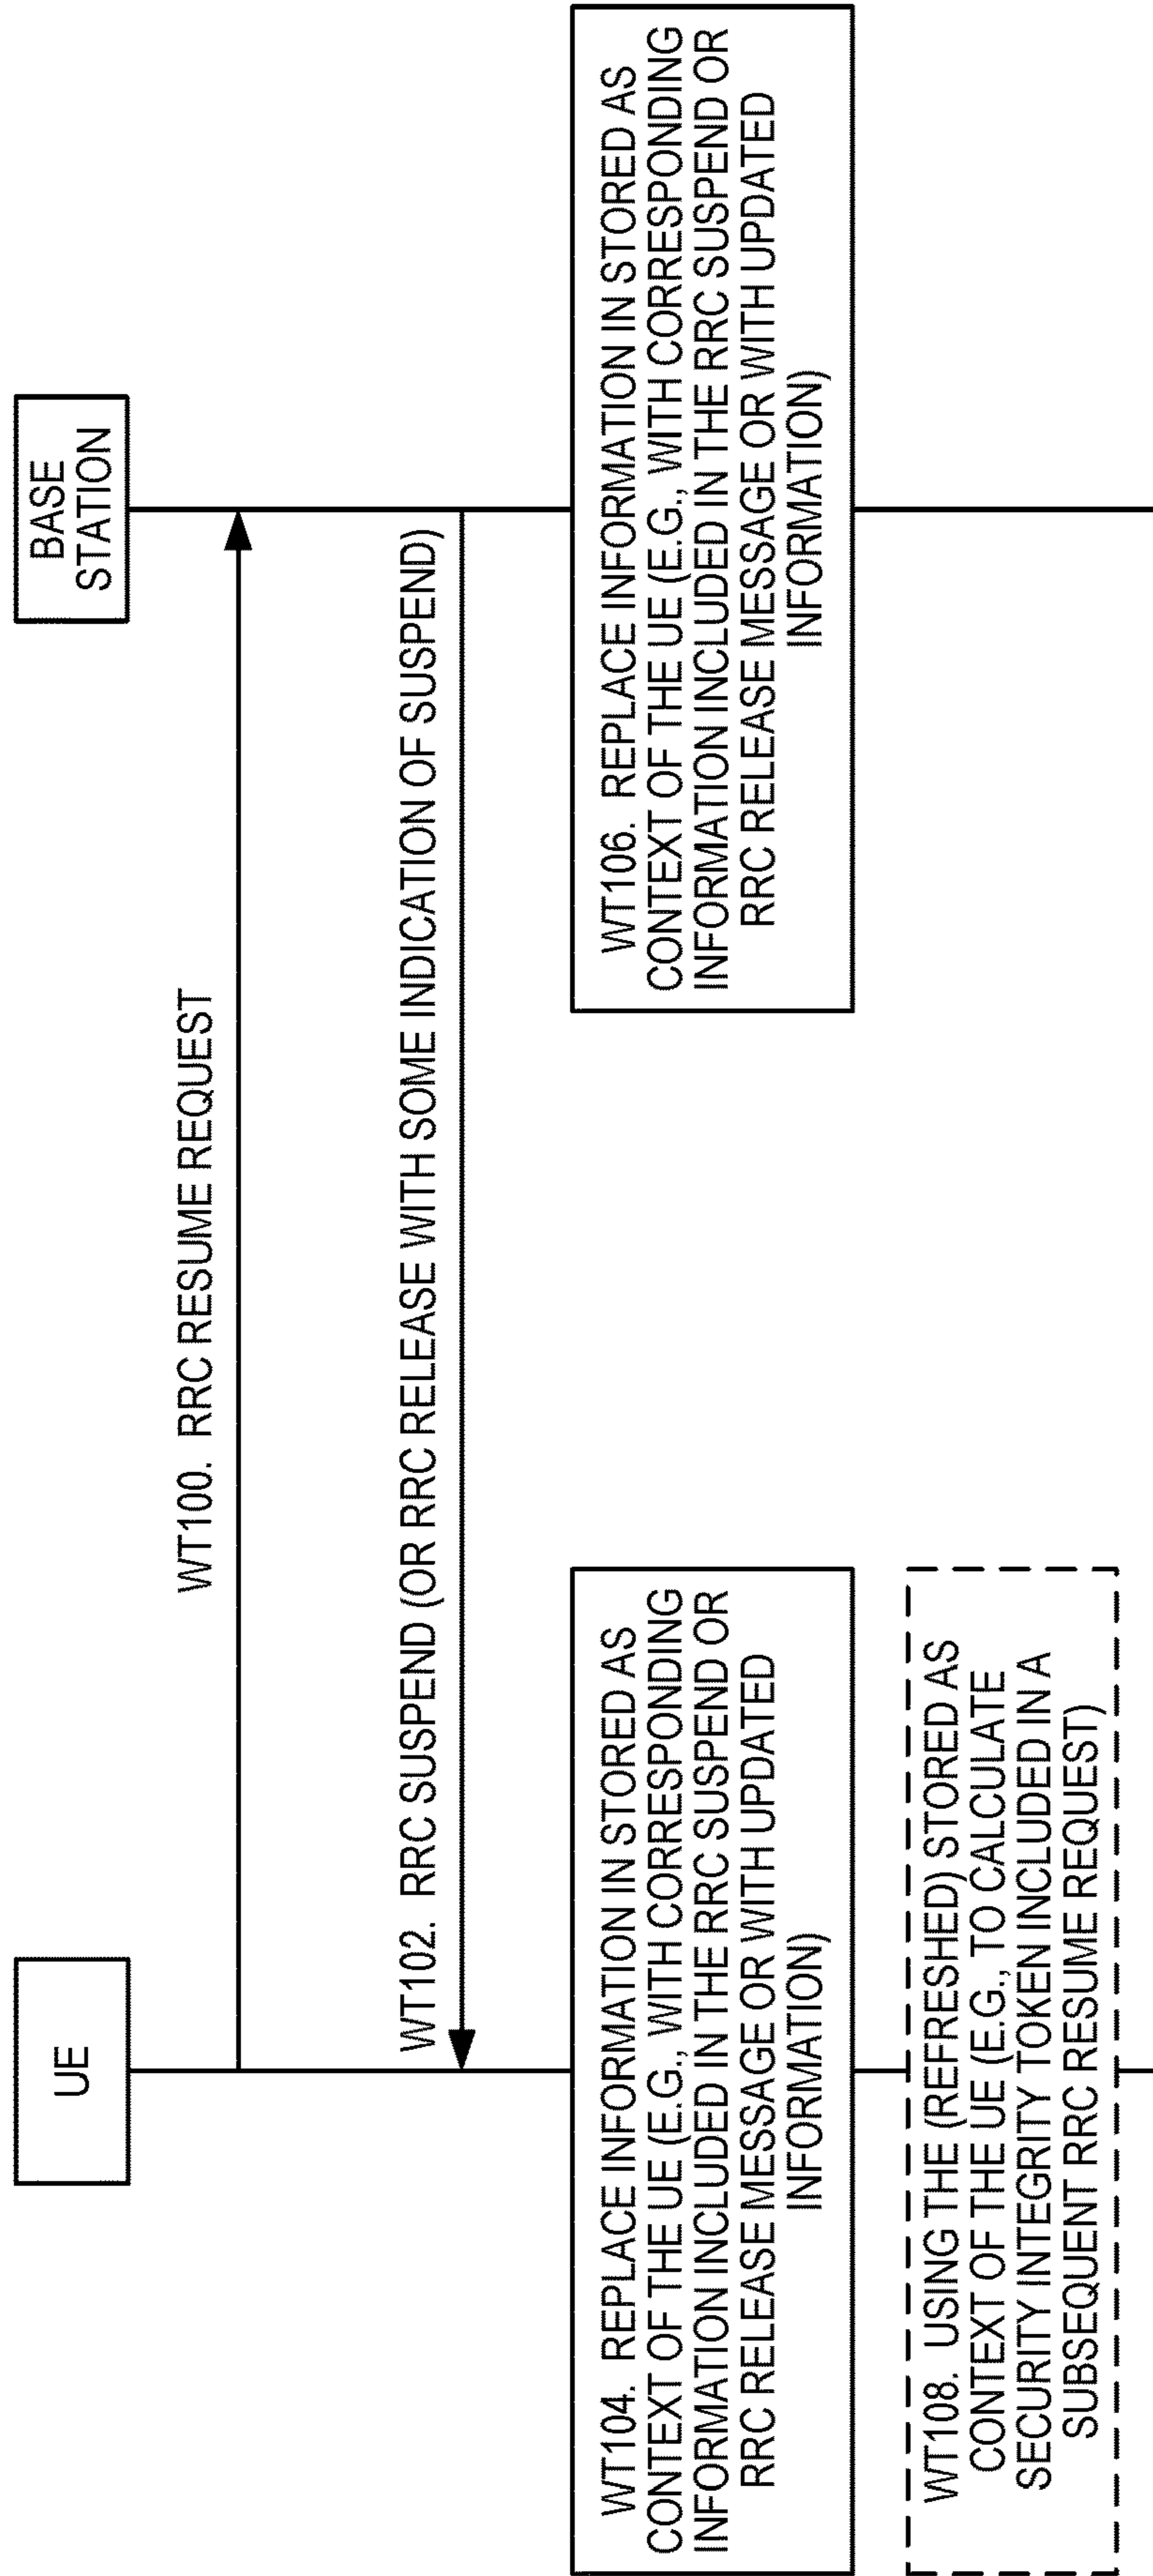 UE
BASE
STATION
WT100. RRC RESUME REQUEST
WT102. RRC SUSPEND (OR RRC RELEASE WITH SOME INDICATION OF SUSPEND)
WT104. REPLACE INFORMATION IN STORED AS
CONTEXT OF THE UE (E.G., WITH CORRESPONDING
INFORMATION INCLUDED IN THE RRC SUSPEND OR
RRC RELEASE MESSAGE OR WITH UPDATED
INFORMATION)
WT106. REPLACE INFORMATION IN STORED AS
CONTEXT OF THE UE (E.G., WITH CORRESPONDING
INFORMATION INCLUDED IN THE RRC SUSPEND OR
RRC RELEASE MESSAGE OR WITH UPDATED
INFORMATION)
WT108. USING THE (REFRESHED) STORED AS
CONTEXT OF THE UE (E.G., TO CALCULATE
SECURITY INTEGRITY TOKEN INCLUDED IN A
SUBSEQUENT RRC RESUME REQUEST)